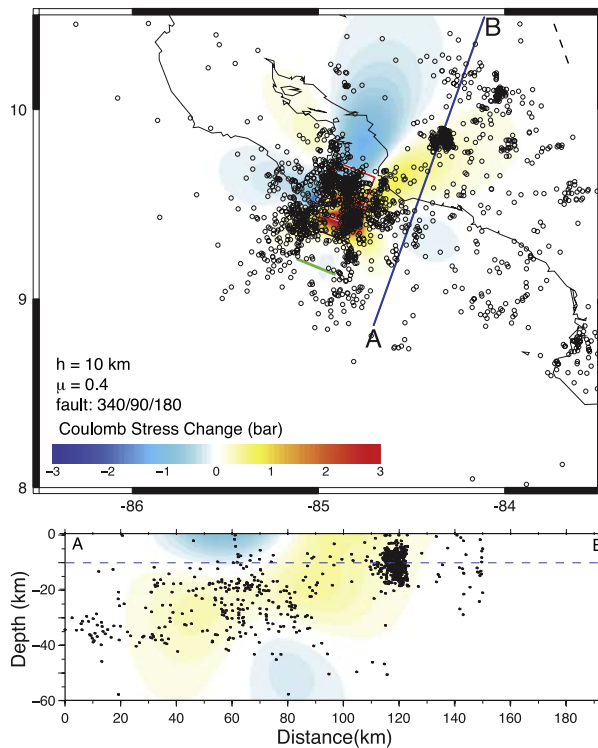 B
10
9
8
A
h = 10 km
μ = 0.4
fault: 340/90/180
Coulomb Stress Change (bar)
−3 −2 −1 0 1 2 3
-86 -85 -84
A
0
−20
−40
−60
Depth (km)
0 20 40 60 80 100 120 140 160 180
Distance(km)